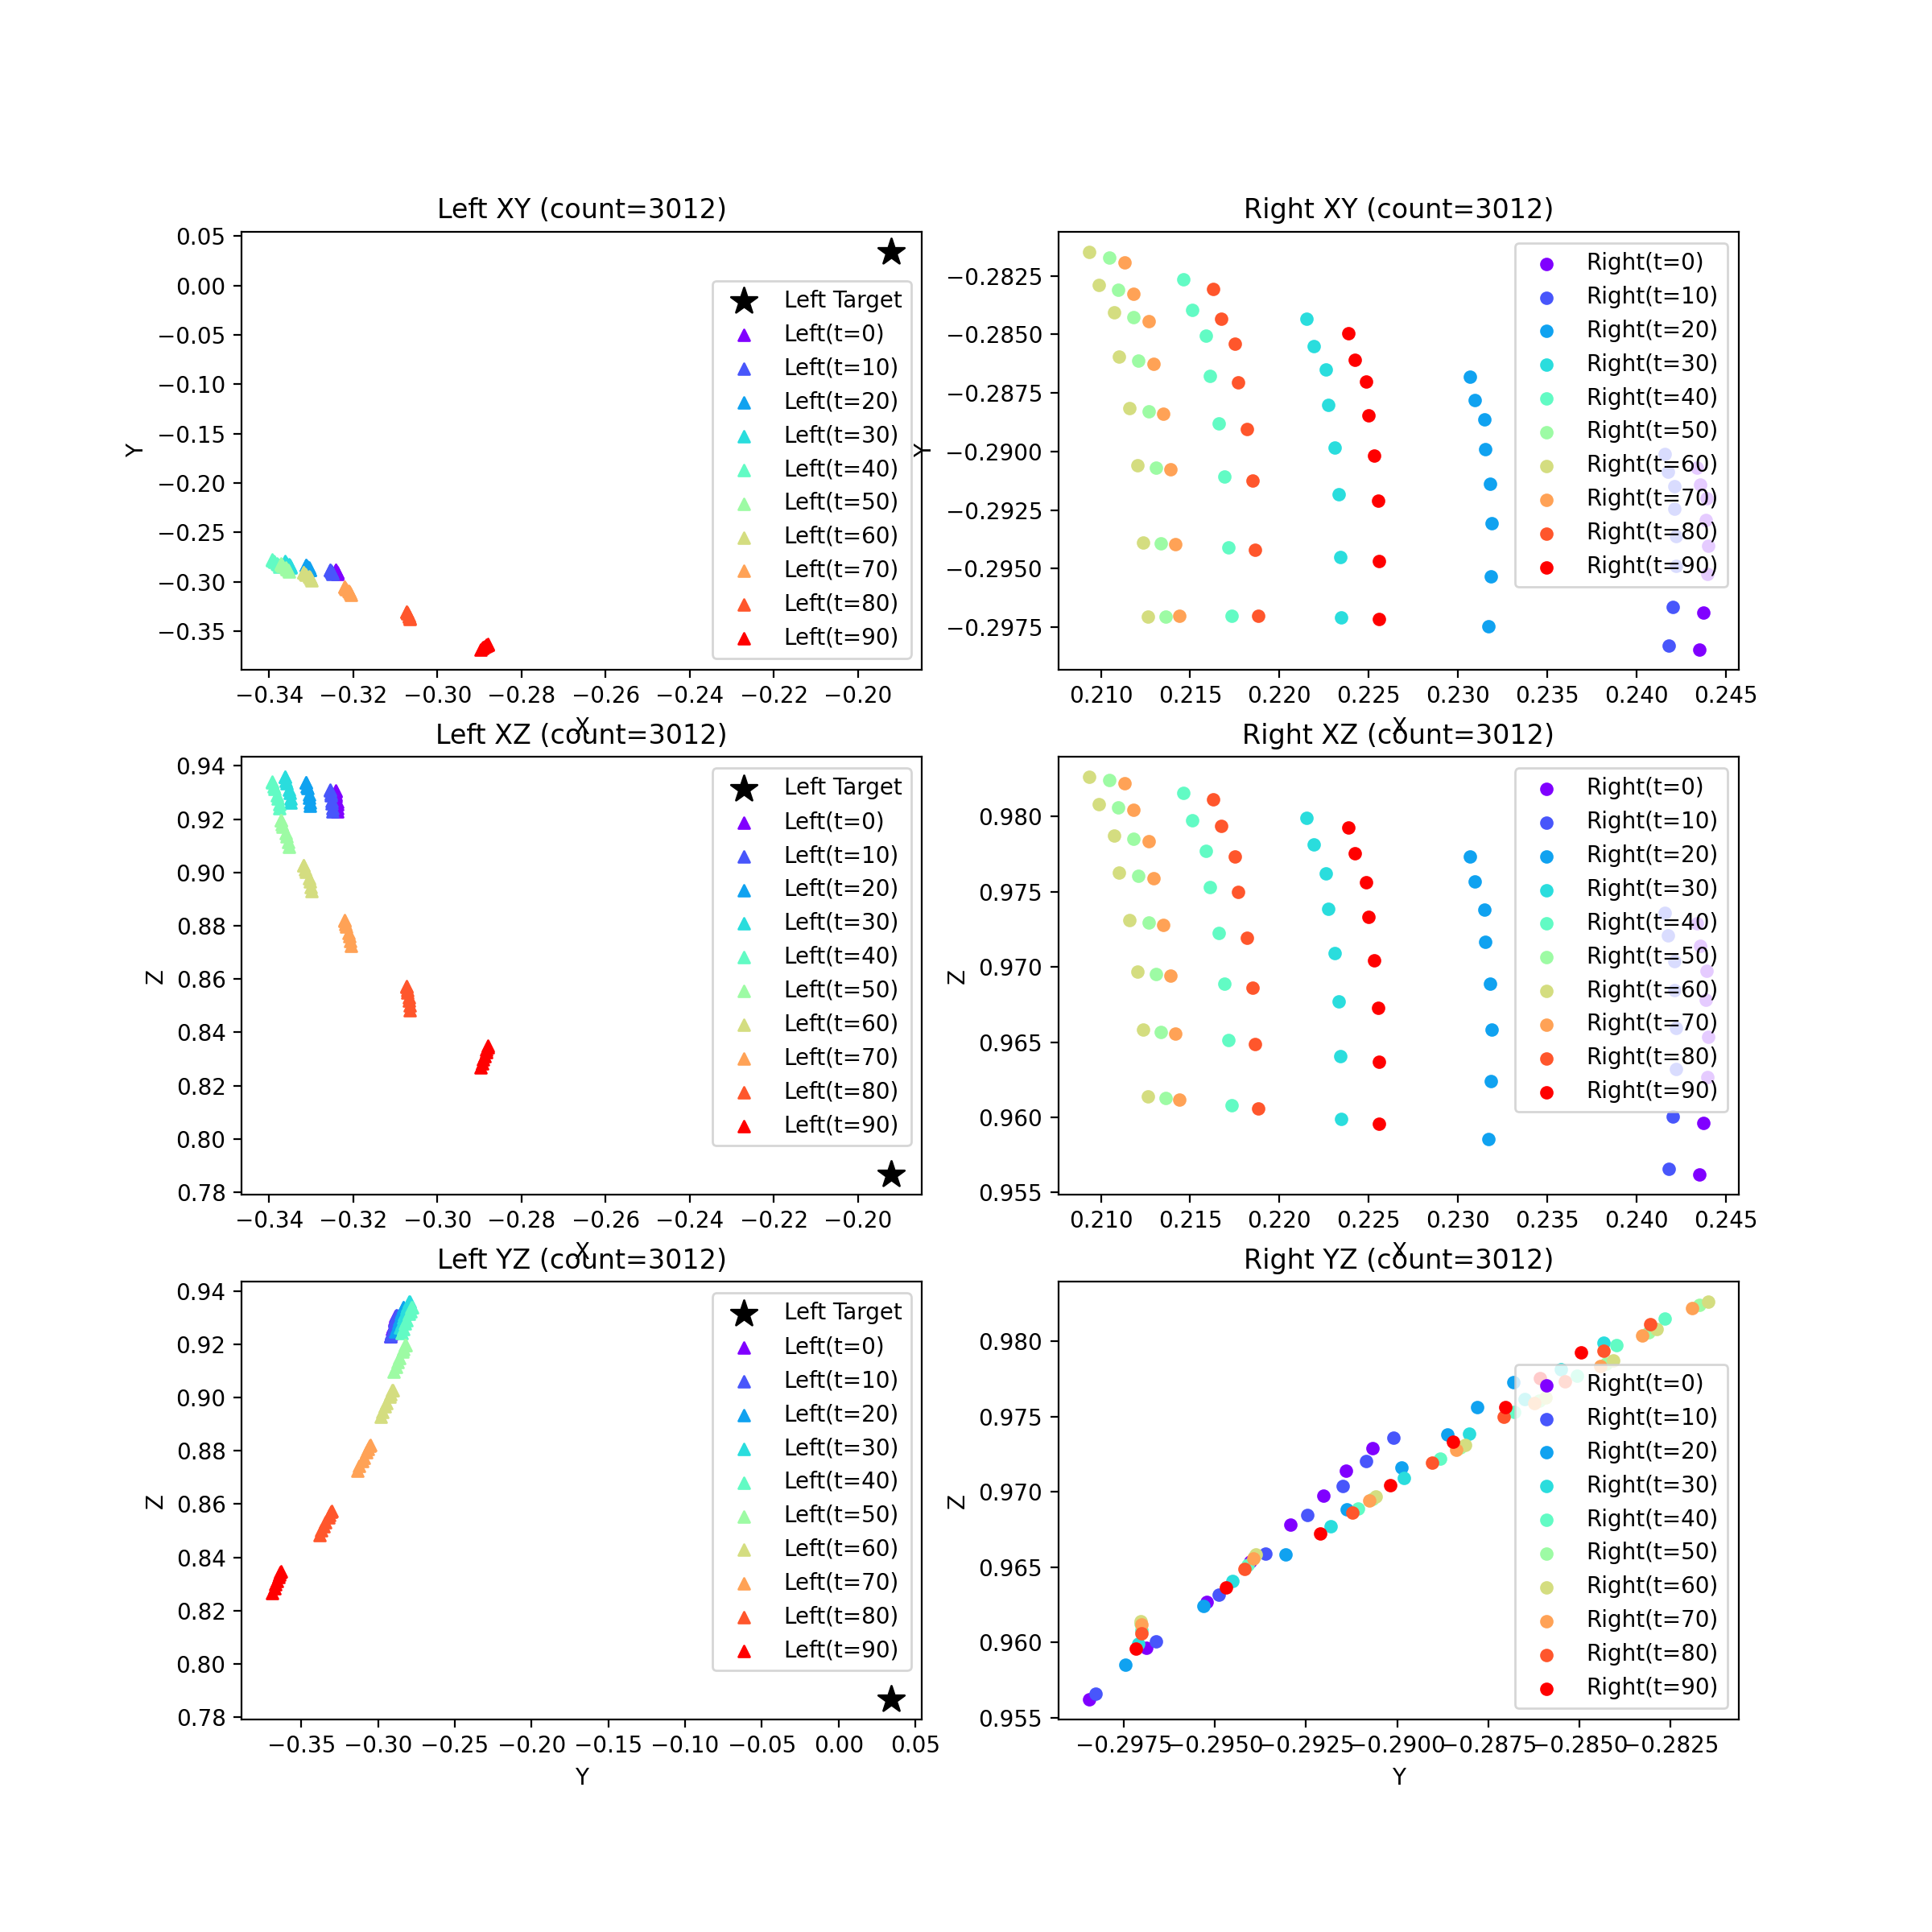 Left XY (count=3012)
0.05
0.00
−0.05
−0.10
−0.15
−0.20
−0.25
−0.30
−0.35
Y
Left Target
Left(t=0)
Left(t=10)
Left(t=20)
Left(t=30)
Left(t=40)
Left(t=50)
Left(t=60)
Left(t=70)
Left(t=80)
Left(t=90)
−0.34 −0.32 −0.30 −0.28 −0.26 −0.24 −0.22 −0.20
X
Right XY (count=3012)
−0.2825
−0.2850
−0.2875
−0.2900
−0.2925
−0.2950
−0.2975
Y
Right(t=0)
Right(t=10)
Right(t=20)
Right(t=30)
Right(t=40)
Right(t=50)
Right(t=60)
Right(t=70)
Right(t=80)
Right(t=90)
0.210 0.215 0.220 0.225 0.230 0.235 0.240 0.245
X
Left XZ (count=3012)
0.94
0.92
0.90
0.88
0.86
0.84
0.82
0.80
0.78
Z
Left Target
Left(t=0)
Left(t=10)
Left(t=20)
Left(t=30)
Left(t=40)
Left(t=50)
Left(t=60)
Left(t=70)
Left(t=80)
Left(t=90)
−0.34 −0.32 −0.30 −0.28 −0.26 −0.24 −0.22 −0.20
X
Right XZ (count=3012)
0.980
0.975
0.970
0.965
0.960
0.955
Z
Right(t=0)
Right(t=10)
Right(t=20)
Right(t=30)
Right(t=40)
Right(t=50)
Right(t=60)
Right(t=70)
Right(t=80)
Right(t=90)
0.210 0.215 0.220 0.225 0.230 0.235 0.240 0.245
X
Left YZ (count=3012)
0.94
0.92
0.90
0.88
0.86
0.84
0.82
0.80
0.78
Z
Left Target
Left(t=0)
Left(t=10)
Left(t=20)
Left(t=30)
Left(t=40)
Left(t=50)
Left(t=60)
Left(t=70)
Left(t=80)
Left(t=90)
−0.35 −0.30 −0.25 −0.20 −0.15 −0.10 −0.05 0.00 0.05
Y
Right YZ (count=3012)
0.980
0.975
0.970
0.965
0.960
0.955
Z
Right(t=0)
Right(t=10)
Right(t=20)
Right(t=30)
Right(t=40)
Right(t=50)
Right(t=60)
Right(t=70)
Right(t=80)
Right(t=90)
−0.2975 −0.2950 −0.2925 −0.2900 −0.2875 −0.2850 −0.2825
Y